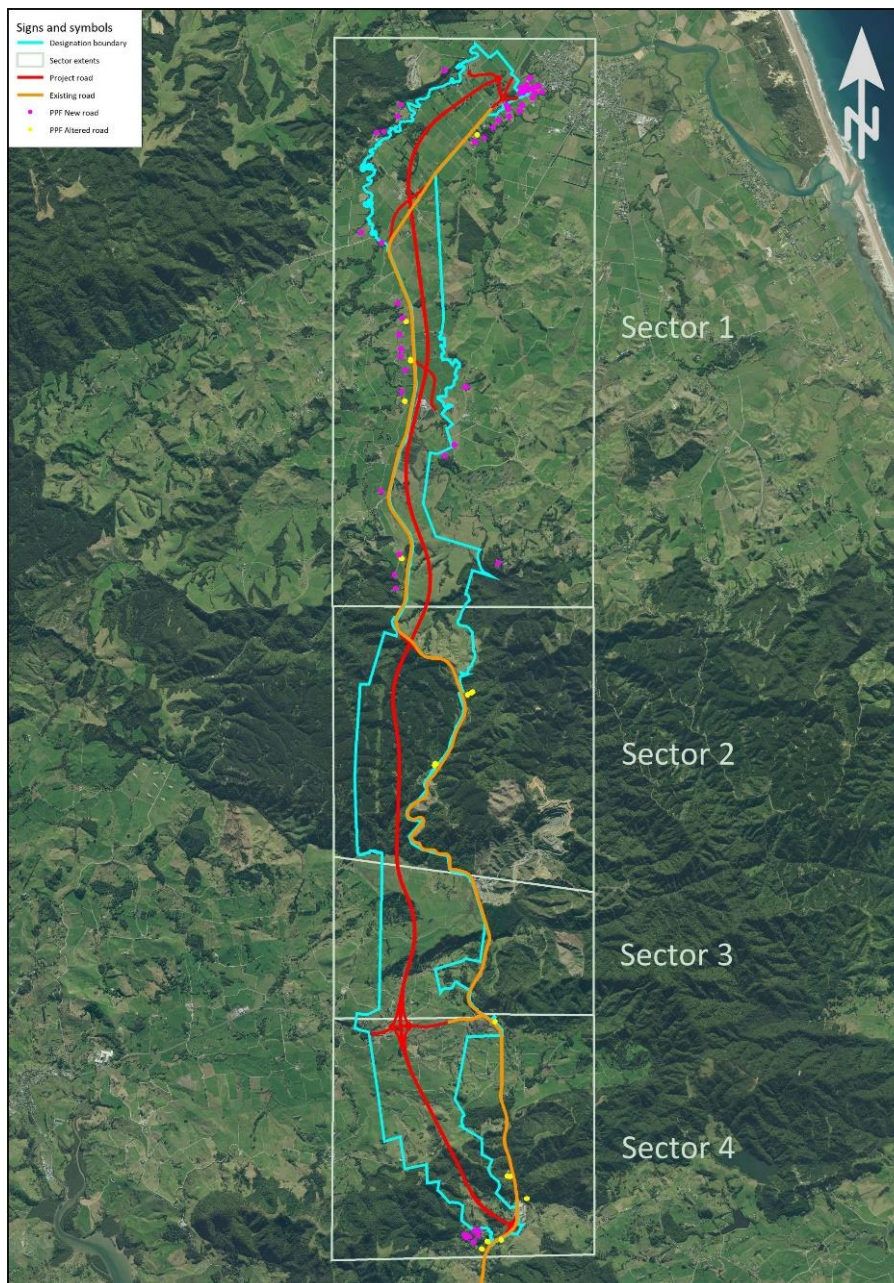 Signs and symbols
Designation boundary
Sector extents
Project road
Existing road
PPF New road
PPF Altered road
N
Sector 1
Sector 2
Sector 3
Sector 4